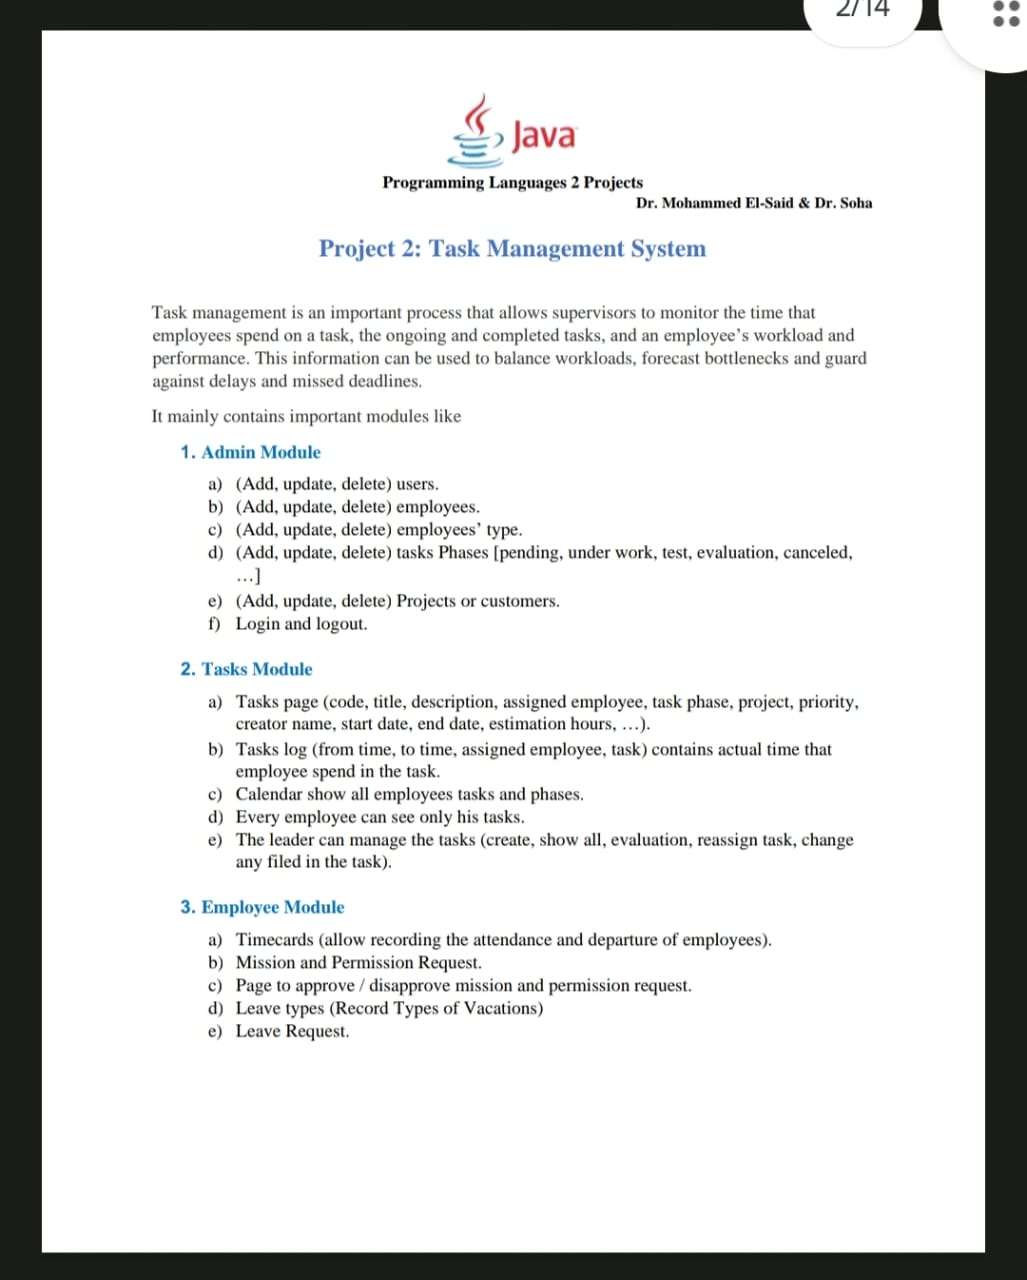 2/14
Java
Programming Languages 2 Projects
Dr. Mohammed El-Said & Dr. Soha
Project 2: Task Management System
Task management is an important process that allows supervisors to monitor the time that
employees spend on a task, the ongoing and completed tasks, and an employee's workload and
performance. This information can be used to balance workloads, forecast bottlenecks and guard
against delays and missed deadlines.
It mainly contains important modules like
1. Admin Module
a) (Add, update, delete) users.
b) (Add, update, delete) employees.
c) (Add, update, delete) employees' type.
d) (Add, update, delete) tasks Phases [pending, under work, test, evaluation, canceled,
…]
e) (Add, update, delete) Projects or customers.
f) Login and logout.
2. Tasks Module
a) Tasks page (code, title, description, assigned employee, task phase, project, priority,
creator name, start date, end date, estimation hours, …).
b) Tasks log (from time, to time, assigned employee, task) contains actual time that
employee spend in the task.
c) Calendar show all employees tasks and phases.
d) Every employee can see only his tasks.
e) The leader can manage the tasks (create, show all, evaluation, reassign task, change
any filed in the task).
3. Employee Module
a) Timecards (allow recording the attendance and departure of employees).
b) Mission and Permission Request.
c) Page to approve / disapprove mission and permission request.
d) Leave types (Record Types of Vacations)
e) Leave Request.